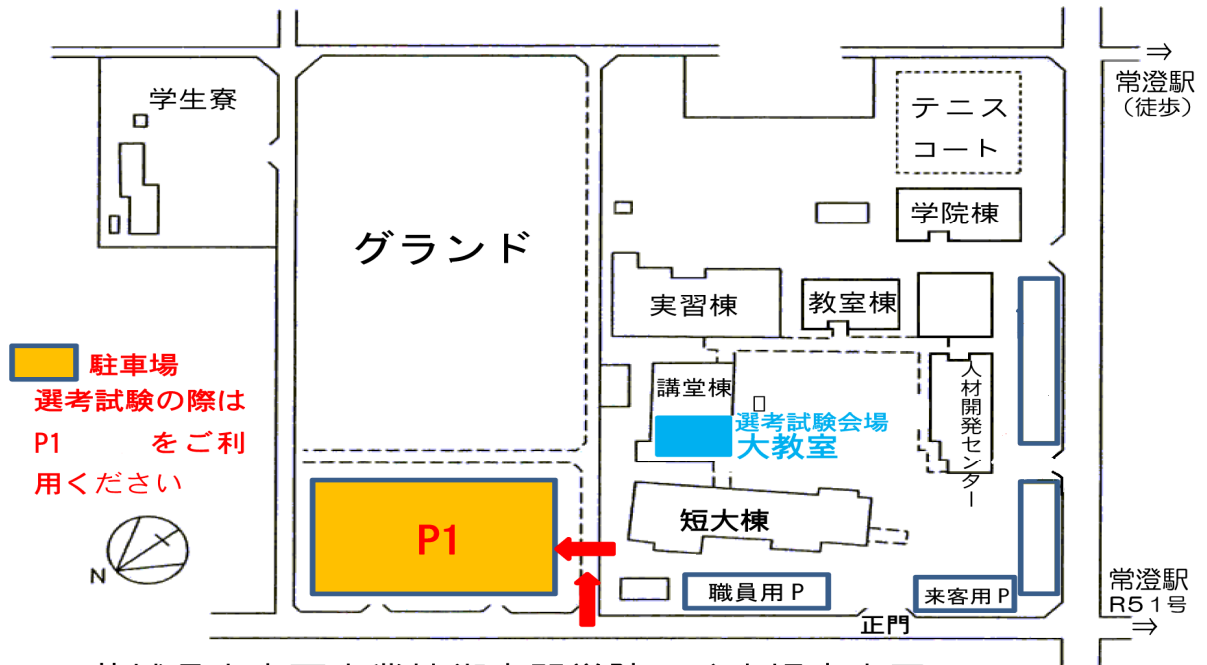 ⇒
常澄駅
（徒歩）
学生寮
テニス
コート
学院棟
グランド
実習棟
教室棟
駐車場
選考試験の際は
P1 をご利
用ください
講堂棟
選考試験会場
大教室
人材開発センター
短大棟
P1
N
職員用P
来客用P
正門
常澄駅
R51号
⇒